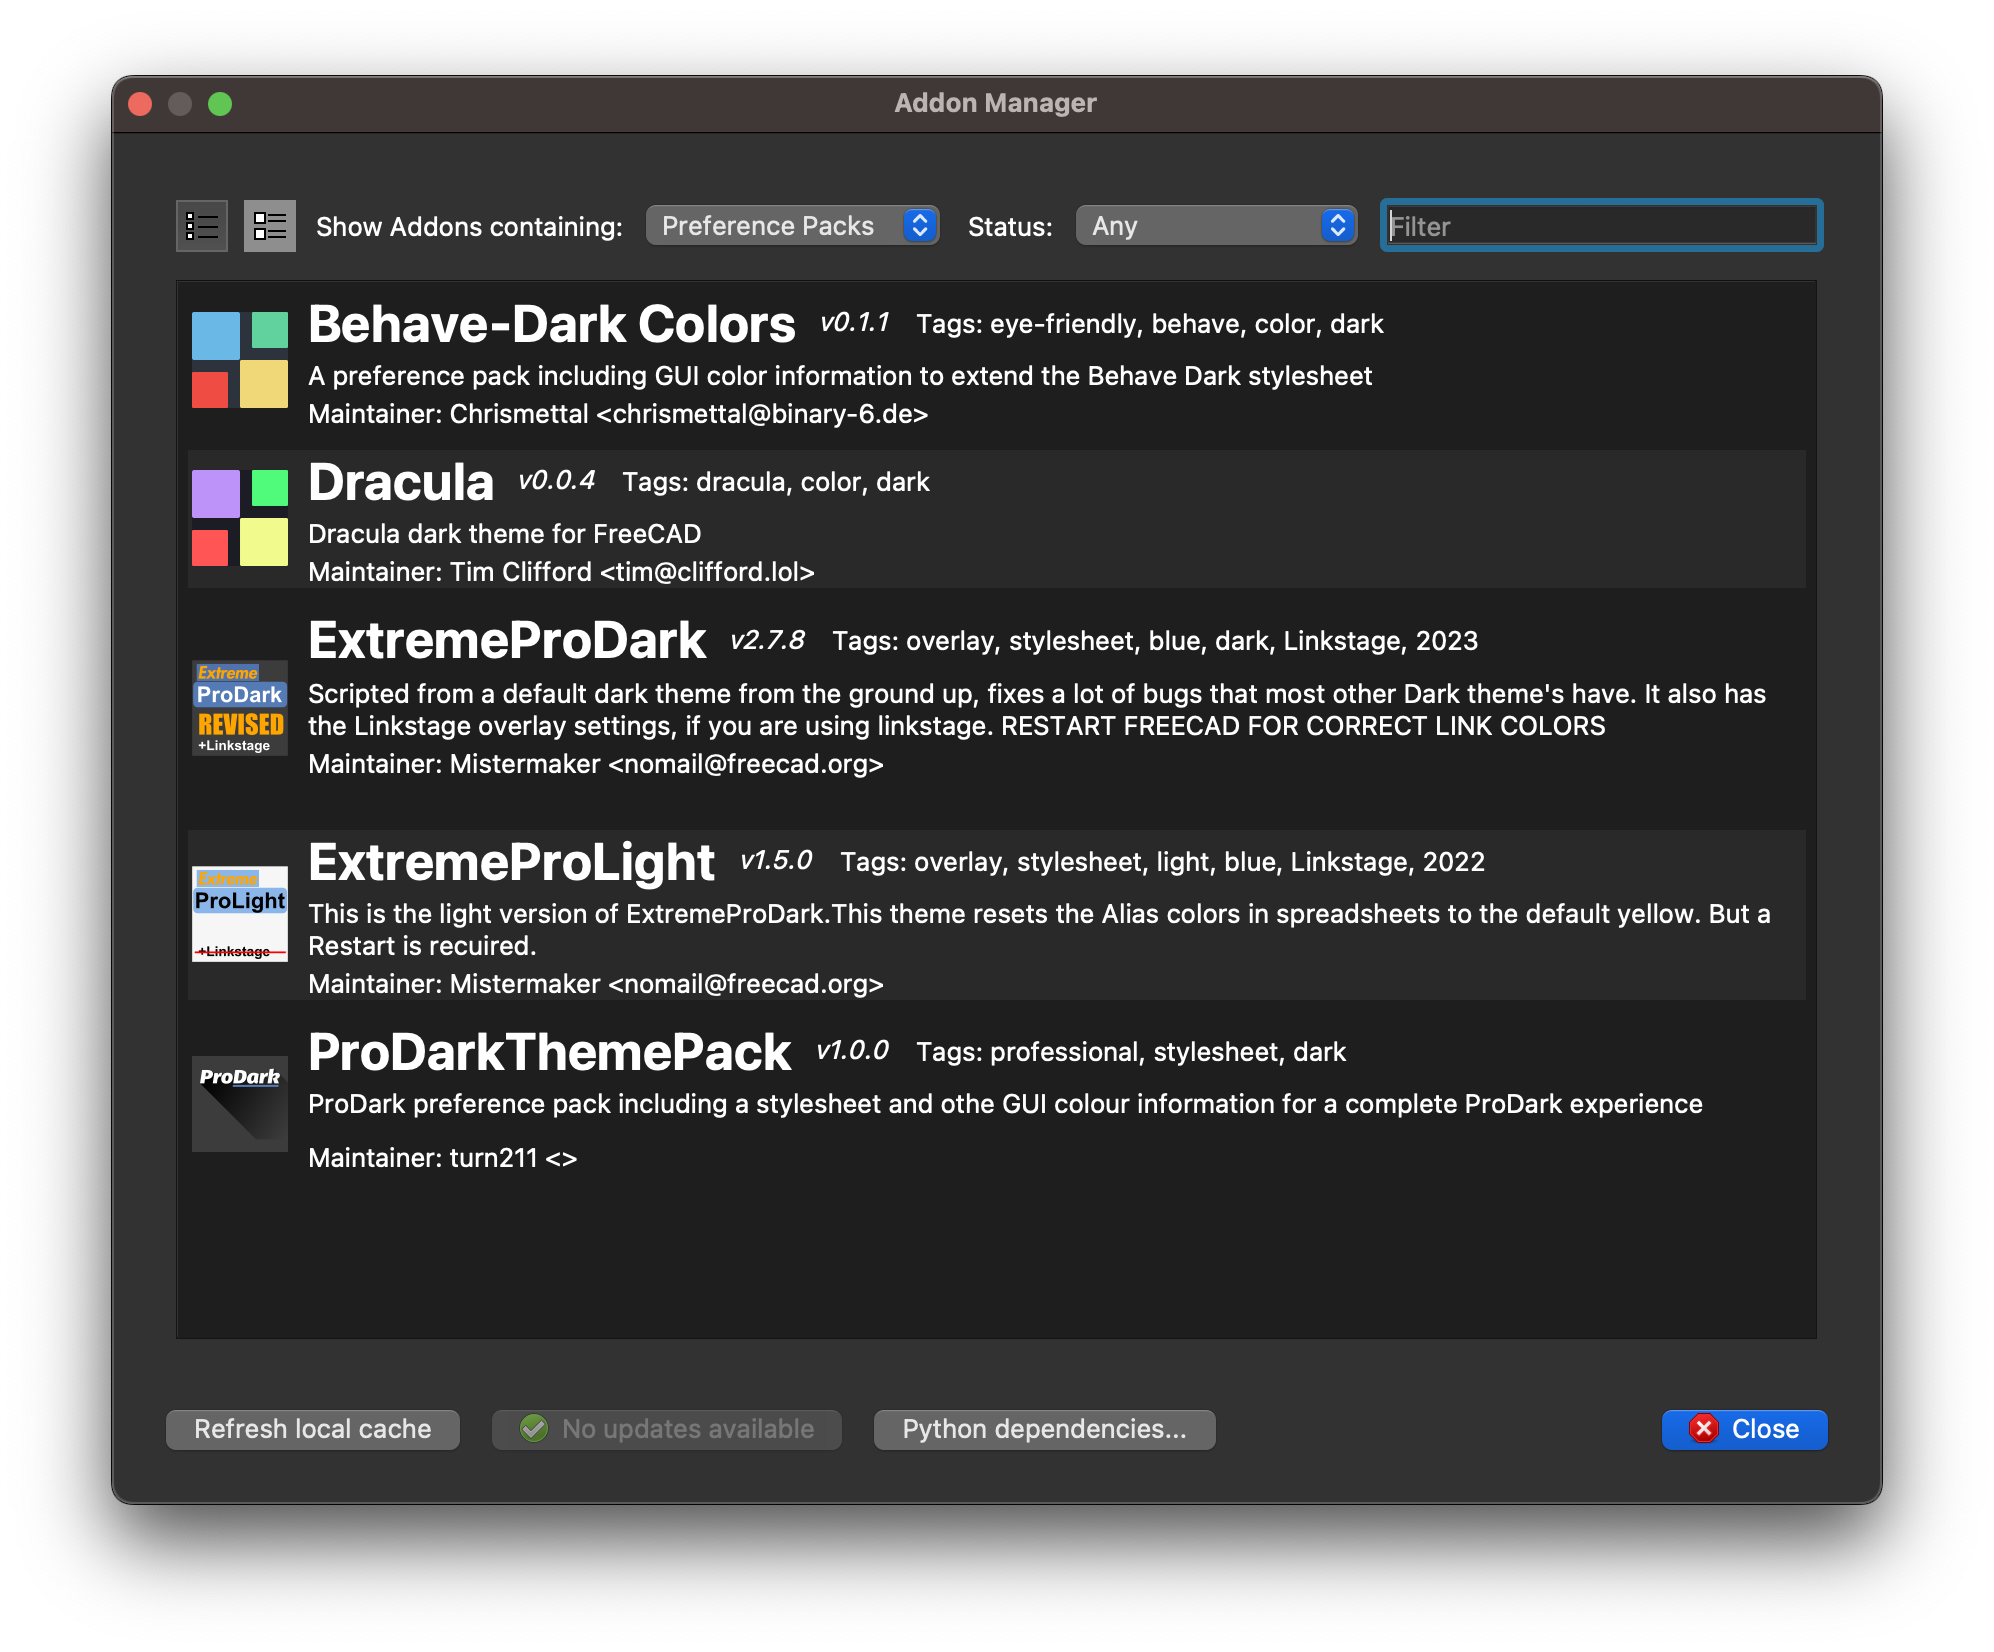 Addon Manager
Show Addons containing: Preference Packs Status: Any Filter
Behave-Dark Colors v0.1.1 Tags: eye-friendly, behave, color, dark
A preference pack including GUI color information to extend the Behave Dark stylesheet
Maintainer: Chrismettal <chrismettal@binary-6.de>
Dracula v0.0.4 Tags: dracula, color, dark
Dracula dark theme for FreeCAD
Maintainer: Tim Clifford <tim@clifford.lol>
ExtremeProDark v2.7.8 Tags: overlay, stylesheet, blue, dark, Linkstage, 2023
Extreme
ProDark
REVISED
+Linkstage
Scripted from a default dark theme from the ground up, fixes a lot of bugs that most other Dark theme's have. It also has
the Linkstage overlay settings, if you are using linkstage. RESTART FREECAD FOR CORRECT LINK COLORS
Maintainer: Mistermaker <nomail@freecad.org>
ExtremeProLight v1.5.0 Tags: overlay, stylesheet, light, blue, Linkstage, 2022
Extreme
ProLight
+Linkstage
This is the light version of ExtremeProDark.This theme resets the Alias colors in spreadsheets to the default yellow. But a
Restart is recuired.
Maintainer: Mistermaker <nomail@freecad.org>
ProDarkThemePack v1.0.0 Tags: professional, stylesheet, dark
ProDark
ProDark preference pack including a stylesheet and othe GUI colour information for a complete ProDark experience
Maintainer: turn211 <>
Refresh local cache No updates available Python dependencies... Close